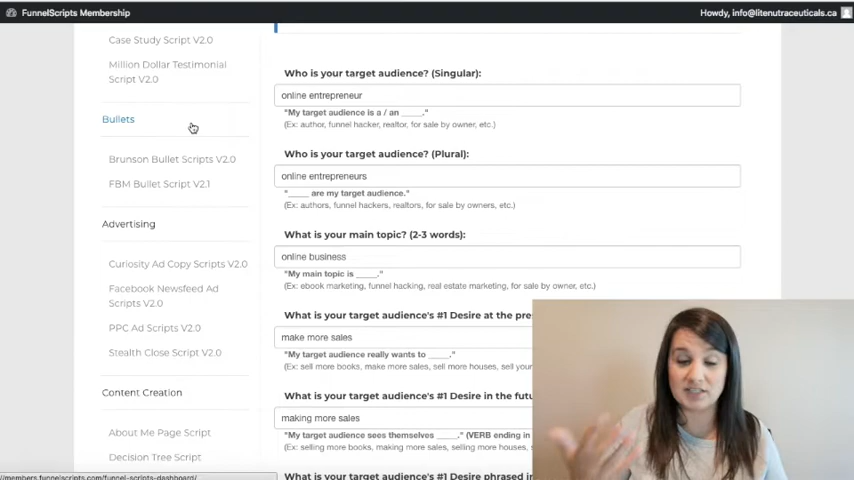 FunnelScripts Membership
Howdy, info@litenutraceuticals.ca
Case Study Script V2.0
Million Dollar Testimonial
Script V2.0
Bullets
Brunson Bullet Scripts V2.0
FBM Bullet Script V2.1
Advertising
Curiosity Ad Copy Scripts V2.0
Facebook Newsfeed Ad
Scripts V2.0
PPC Ad Scripts V2.0
Stealth Close Script V2.0
Content Creation
About Me Page Script
Decision Tree Script
Who is your target audience? (Singular):
online entrepreneur
"My target audience is a / an _____."
(Ex: author, funnel hacker, realtor, for sale by owner, etc.)
Who is your target audience? (Plural):
online entrepreneurs
"_____ are my target audience."
(Ex: authors, funnel hackers, realtors, for sale by owners, etc.)
What is your main topic? (2-3 words):
online business
"My main topic is _____."
(Ex: ebook marketing, funnel hacking, real estate marketing, for sale by owner, etc.)
What is your target audience's #1 Desire at the pre
make more sales
"My target audience really wants to _____."
(Ex: sell more books, make more sales, sell more houses, sell your
What is your target audience's #1 Desire in the futu
making more sales
"My target audience sees themselves _____." (VERB ending in
(Ex: selling more books, making more sales, selling more houses, s
What is your target audience's #1 Desire phrased in
//members.funnelscripts.com/funnel-scripts-dashboard/